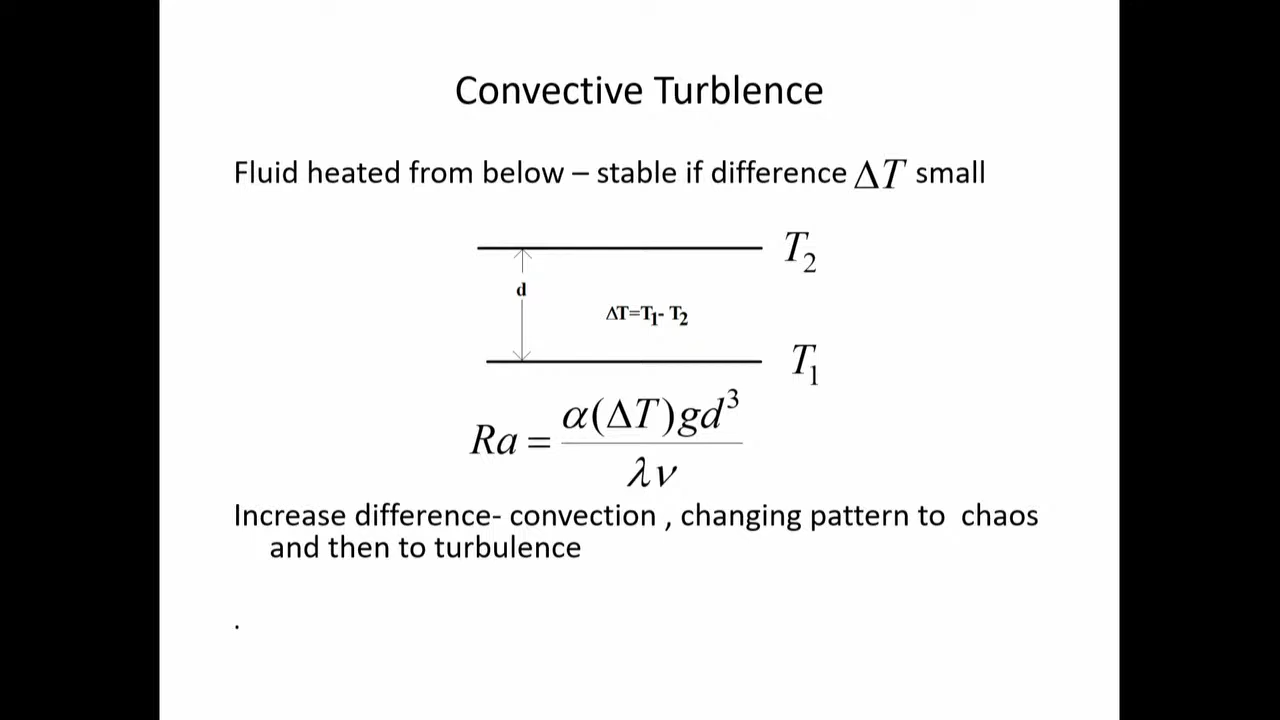 Convective Turblence
Fluid heated from below – stable if difference ΔT small
T₂
d
ΔT=T₁- T₂
T₁
Ra = α(ΔT)gd³ / λν
Increase difference- convection , changing pattern to chaos
and then to turbulence
.